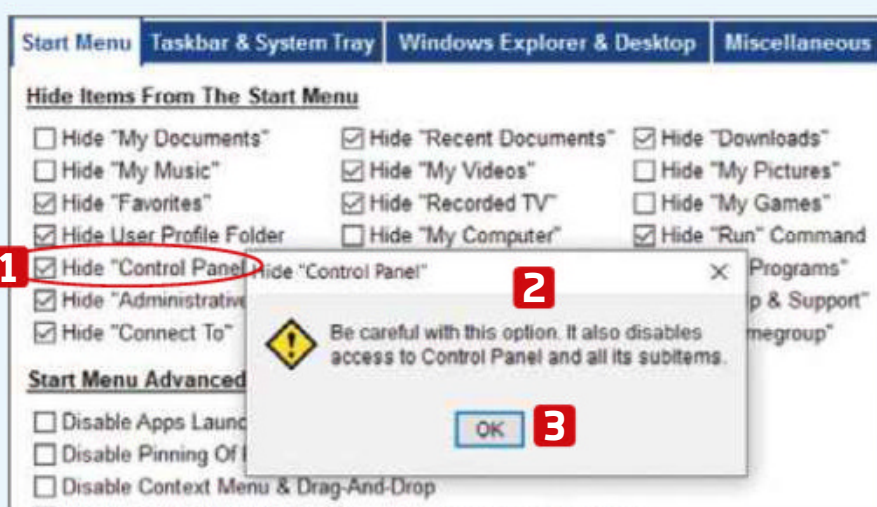 Start Menu Taskbar & System Tray Windows Explorer & Desktop Miscellaneous
Hide Items From The Start Menu
Hide "My Documents" Hide "Recent Documents" Hide "Downloads"
Hide "My Music" Hide "My Videos" Hide "My Pictures"
Hide "Favorites" Hide "Recorded TV" Hide "My Games"
Hide User Profile Folder Hide "My Computer" Hide "Run" Command
1 Hide "Control Panel Hide "Control Panel" 2 Programs"
Hide "Administrative p & Support"
Hide "Connect To" Be careful with this option. It also disables megroup"
access to Control Panel and all its subitems.
Start Menu Advanced
Disable Apps Launc OK 3
Disable Pinning Of
Disable Context Menu & Drag-And-Drop